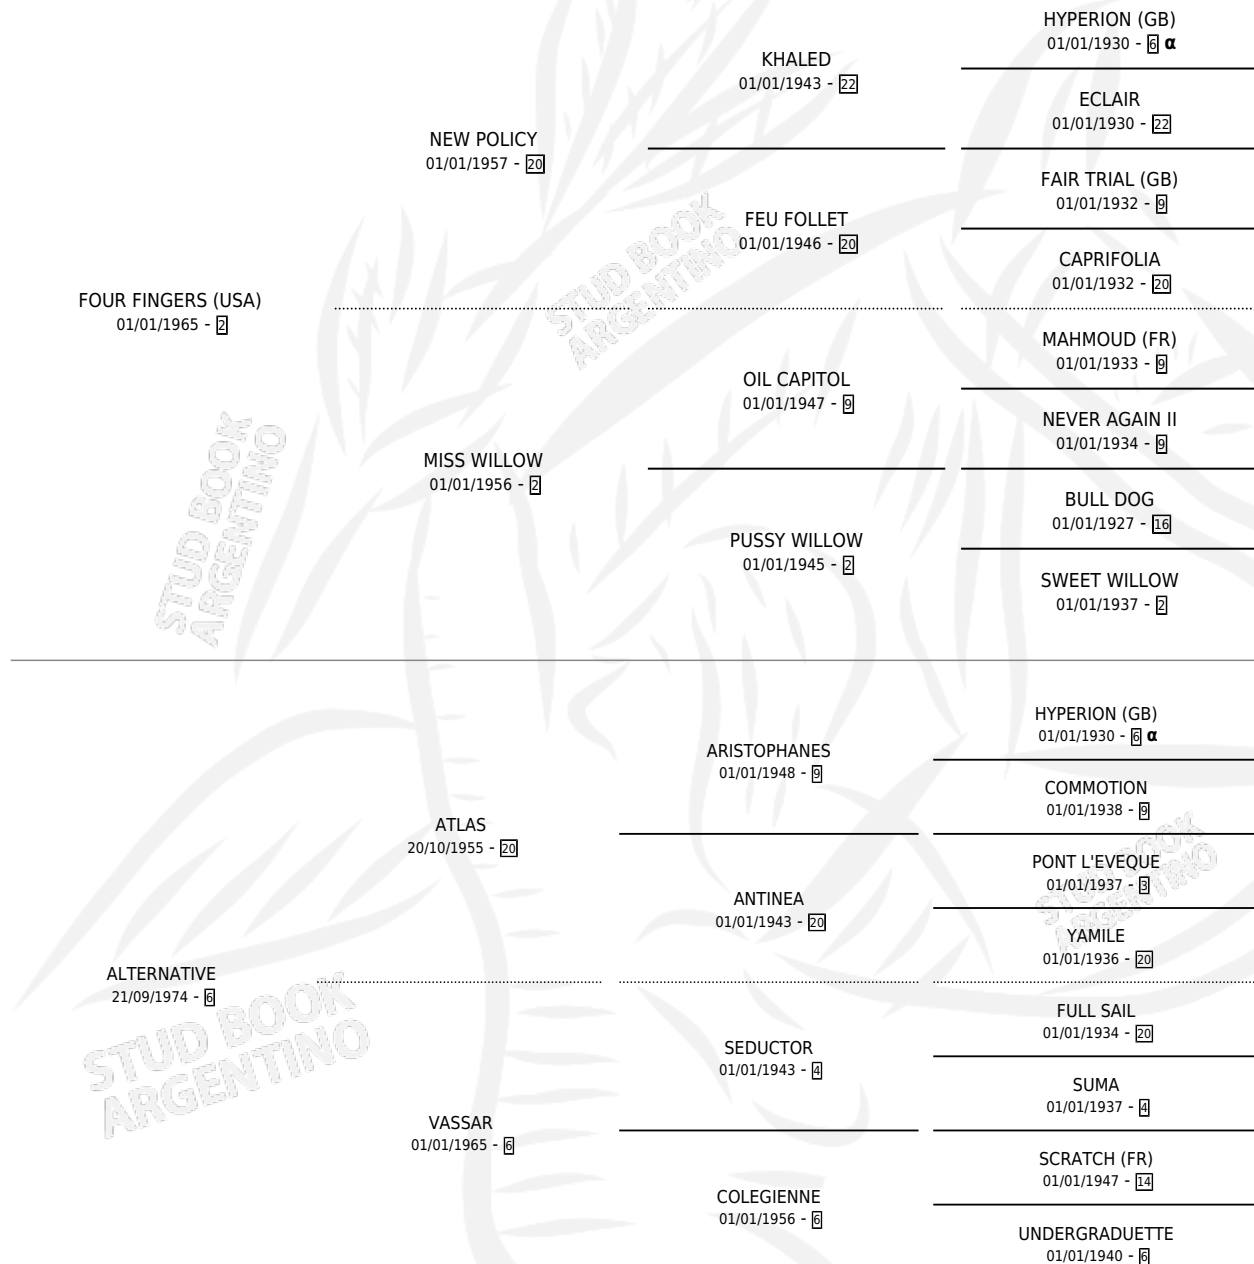 HYPERION (GB)
01/01/1930 - 6 α
KHALED
01/01/1943 - 22
ECLAIR
01/01/1930 - 22
NEW POLICY
01/01/1957 - 20
FAIR TRIAL (GB)
01/01/1932 - 9
FEU FOLLET
01/01/1946 - 20
CAPRIFOLIA
01/01/1932 - 20
FOUR FINGERS (USA)
01/01/1965 - 2
MAHMOUD (FR)
01/01/1933 - 9
OIL CAPITOL
01/01/1947 - 9
NEVER AGAIN II
01/01/1934 - 9
MISS WILLOW
01/01/1956 - 2
BULL DOG
01/01/1927 - 16
PUSSY WILLOW
01/01/1945 - 2
SWEET WILLOW
01/01/1937 - 2
HYPERION (GB)
01/01/1930 - 6 α
ARISTOPHANES
01/01/1948 - 9
COMMOTION
01/01/1938 - 9
ATLAS
20/10/1955 - 20
PONT L'EVEQUE
01/01/1937 - 3
ANTINEA
01/01/1943 - 20
YAMILE
01/01/1936 - 20
ALTERNATIVE
21/09/1974 - 6
FULL SAIL
01/01/1934 - 20
SEDUCTOR
01/01/1943 - 4
SUMA
01/01/1937 - 4
VASSAR
01/01/1965 - 6
SCRATCH (FR)
01/01/1947 - 14
COLEGIENNE
01/01/1956 - 6
UNDERGRADUETTE
01/01/1940 - 6
STUD BOOK
ARGENTINO
STUD BOOK
ARGENTINO
STUD BOOK
ARGENTINO
STUD BOOK
ARGENTINO